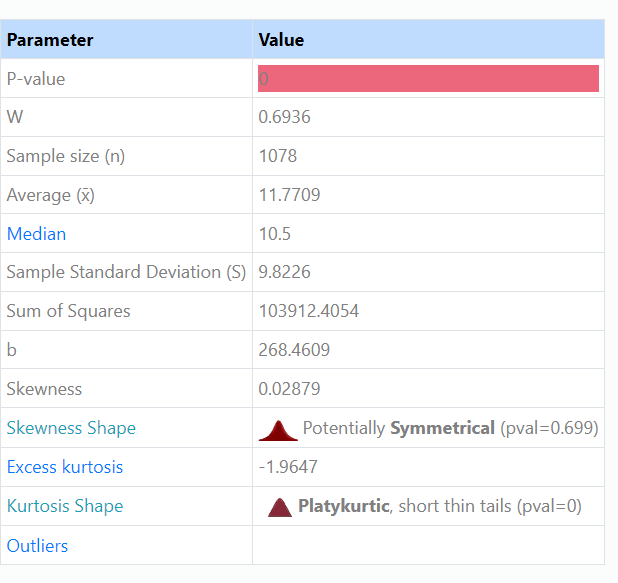 Parameter Value
P-value 0
W 0.6936
Sample size (n) 1078
Average (x̄) 11.7709
Median 10.5
Sample Standard Deviation (S) 9.8226
Sum of Squares 103912.4054
b 268.4609
Skewness 0.02879
Skewness Shape Potentially Symmetrical (pval=0.699)
Excess kurtosis -1.9647
Kurtosis Shape Platykurtic, short thin tails (pval=0)
Outliers